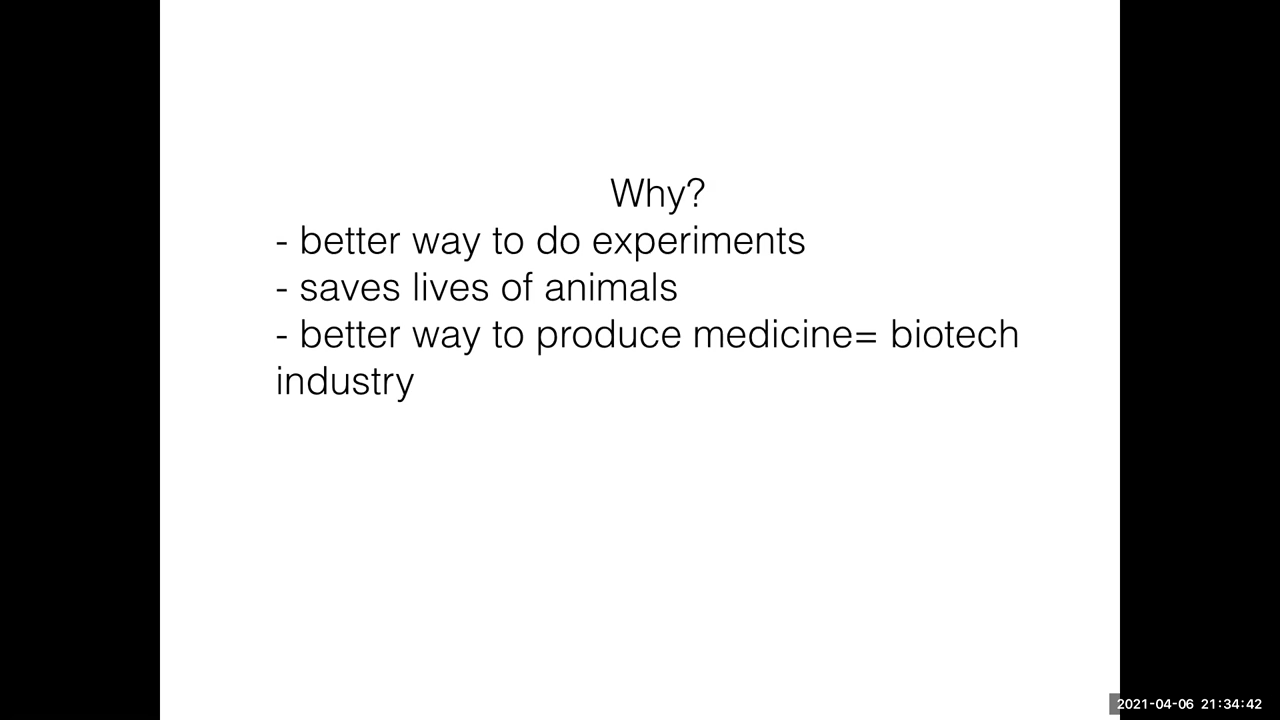 Why?
- better way to do experiments
- saves lives of animals
- better way to produce medicine= biotech
industry
2021-04-06 21:34:42